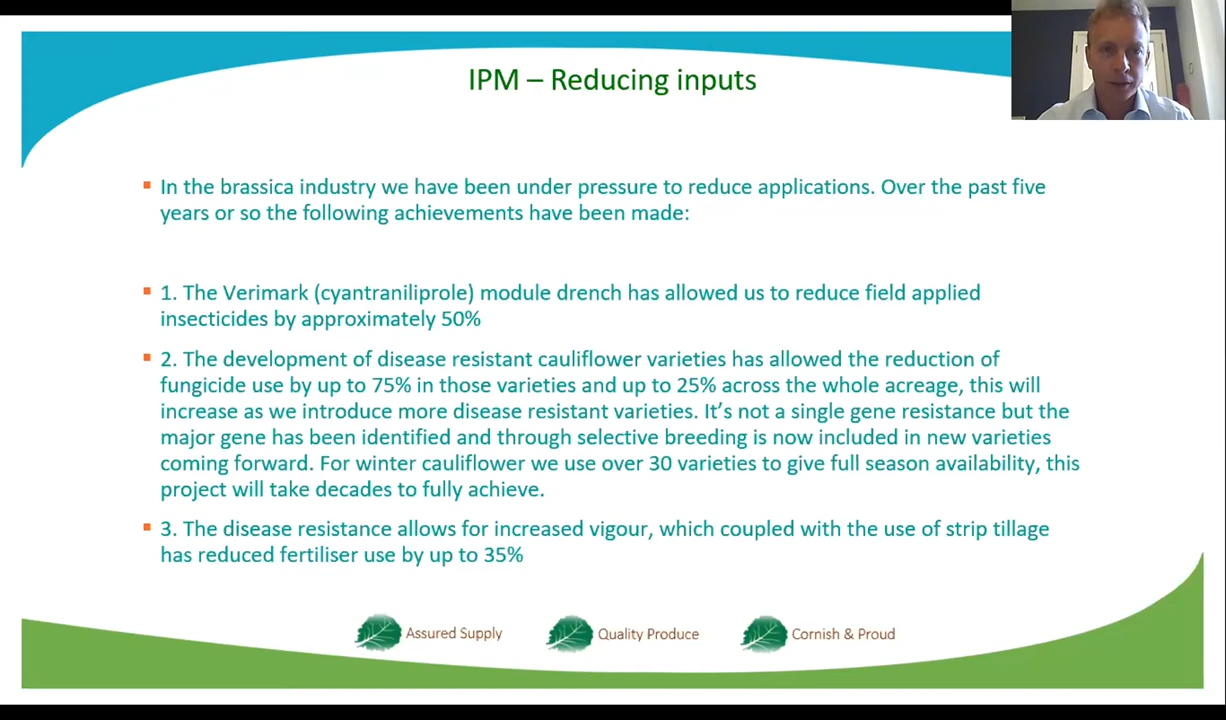 IPM – Reducing inputs
In the brassica industry we have been under pressure to reduce applications. Over the past five
years or so the following achievements have been made:
1. The Verimark (cyantraniliprole) module drench has allowed us to reduce field applied
insecticides by approximately 50%
2. The development of disease resistant cauliflower varieties has allowed the reduction of
fungicide use by up to 75% in those varieties and up to 25% across the whole acreage, this will
increase as we introduce more disease resistant varieties. It’s not a single gene resistance but the
major gene has been identified and through selective breeding is now included in new varieties
coming forward. For winter cauliflower we use over 30 varieties to give full season availability, this
project will take decades to fully achieve.
3. The disease resistance allows for increased vigour, which coupled with the use of strip tillage
has reduced fertiliser use by up to 35%
Assured Supply Quality Produce Cornish & Proud